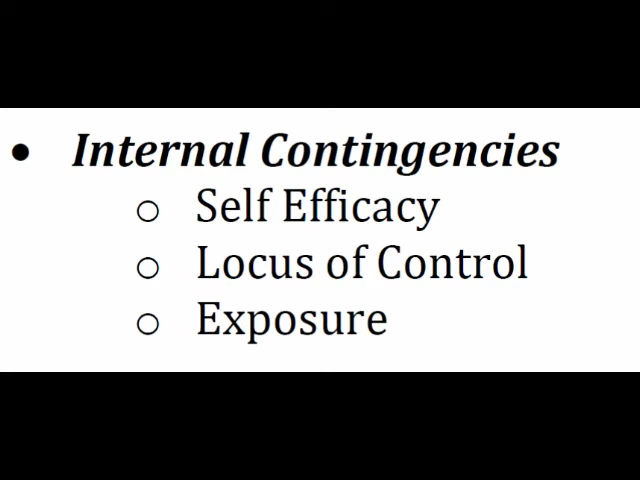 • Internal Contingencies
o Self Efficacy
o Locus of Control
o Exposure